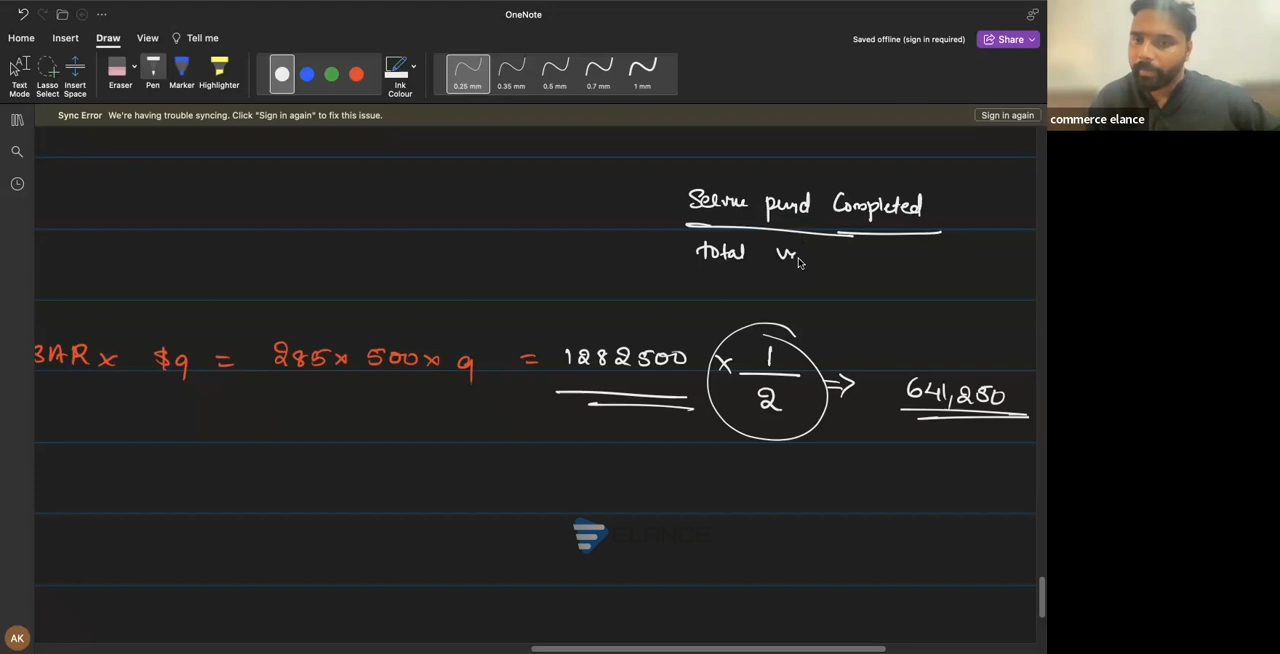 OneNote
Home Insert Draw View Tell me
Saved offline (sign in required) Share
Text Mode Lasso Select Insert Space Eraser Pen Marker Highlighter Ink Colour 0.25 mm 0.35 mm 0.5 mm 0.7 mm 1 mm
commerce elance
Sync Error We're having trouble syncing. Click "Sign in again" to fix this issue. Sign in again
Completed
total
SAR x $9 = 285 x 500 x 9 = 1282500 x 1/2 ⇒ 641,250
ELANCE
AK